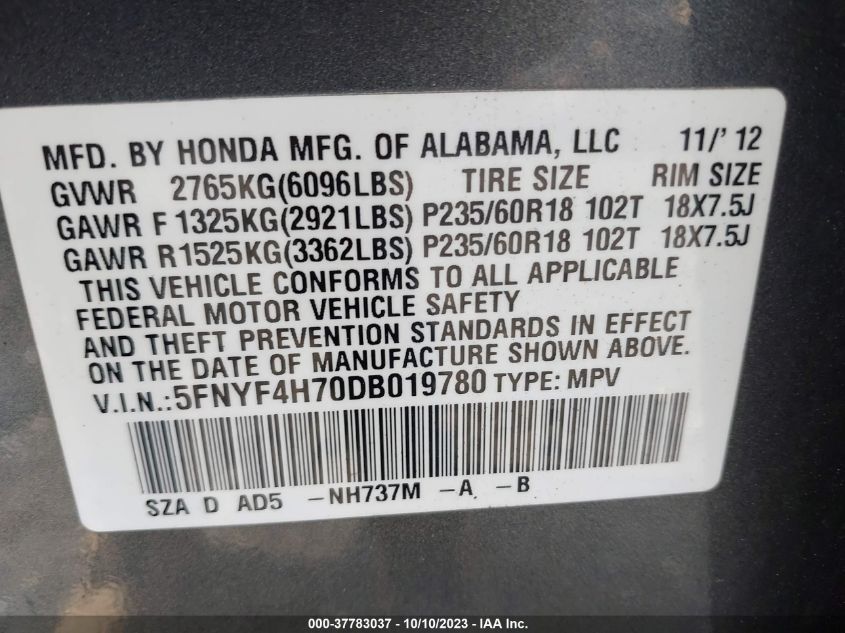 MFD. BY HONDA MFG. OF ALABAMA, LLC 11/' 12
GVWR 2765KG(6096LBS) TIRE SIZE RIM SIZE
GAWR F 1325KG(2921LBS) P235/60R18 102T 18X7.5J
GAWR R1525KG(3362LBS) P235/60R18 102T 18X7.5J
THIS VEHICLE CONFORMS TO ALL APPLICABLE
FEDERAL MOTOR VEHICLE SAFETY
AND THEFT PREVENTION STANDARDS IN EFFECT
ON THE DATE OF MANUFACTURE SHOWN ABOVE.
V.I.N.:5FNYF4H70DB019780 TYPE: MPV
SZA D AD5 -NH737M -A -B
000-37783037 - 10/10/2023 - IAA Inc.